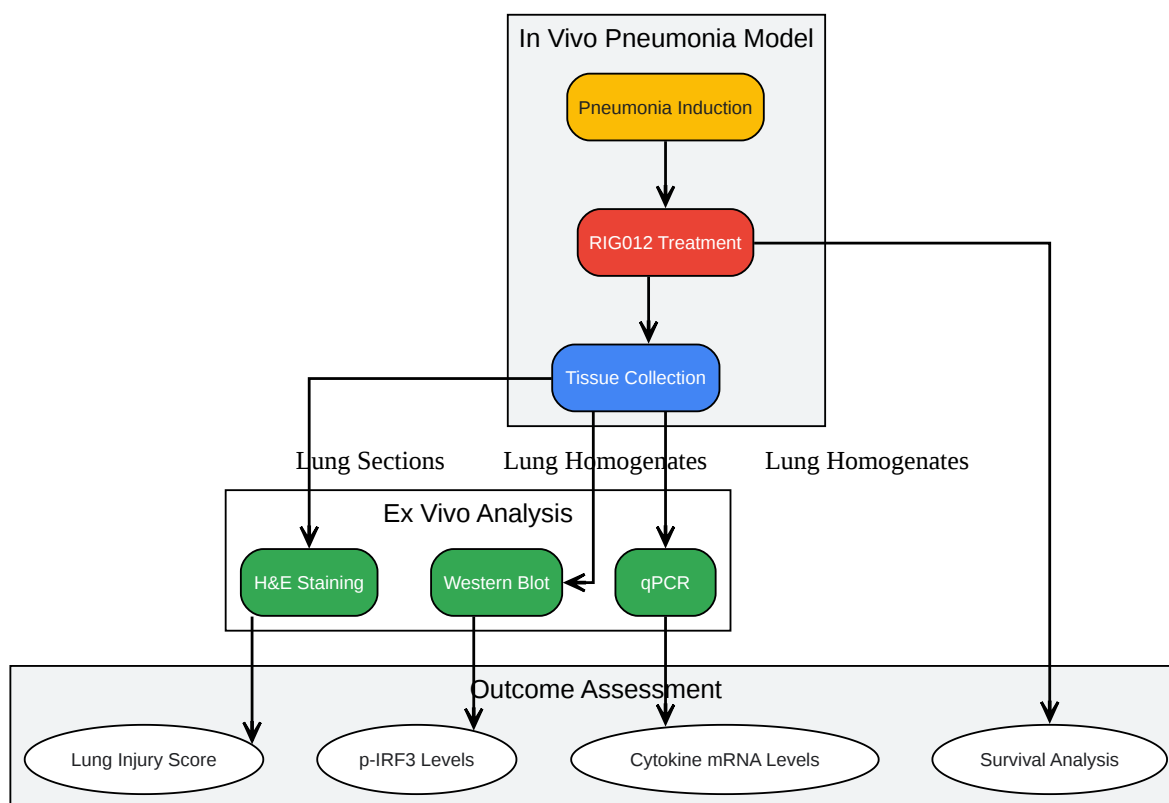 In Vivo Pneumonia Model
Pneumonia Induction
RIG012 Treatment
Tissue Collection
Lung Sections
Lung Homogenates
Lung Homogenates
Ex Vivo Analysis
H&E Staining
Western Blot
qPCR
Outcome Assessment
Lung Injury Score
p-IRF3 Levels
Cytokine mRNA Levels
Survival Analysis